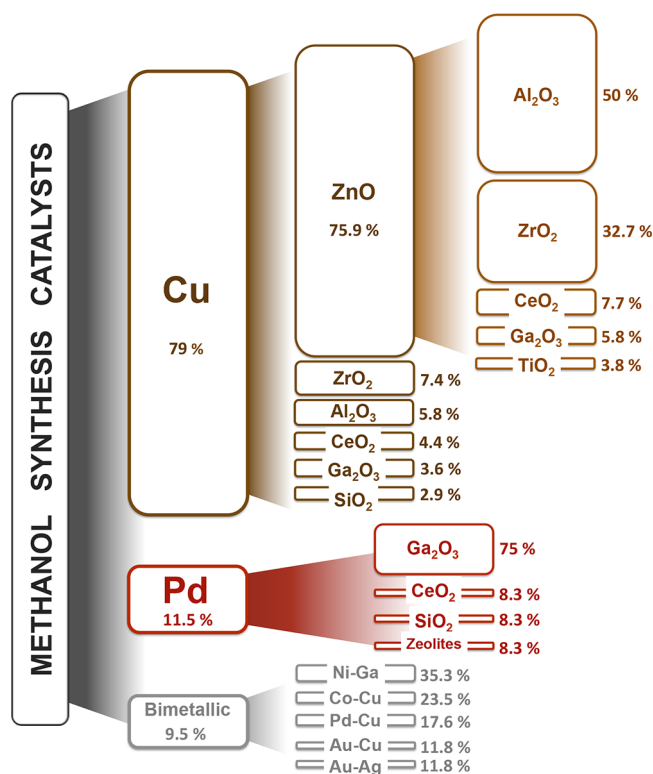 METHANOL SYNTHESIS CATALYSTS
Cu
79 %
ZnO
75.9 %
Al₂O₃
50 %
ZrO₂
32.7 %
CeO₂
7.7 %
Ga₂O₃
5.8 %
TiO₂
3.8 %
ZrO₂
7.4 %
Al₂O₃
5.8 %
CeO₂
4.4 %
Ga₂O₃
3.6 %
SiO₂
2.9 %
Pd
11.5 %
Ga₂O₃
75 %
CeO₂
8.3 %
SiO₂
8.3 %
Zeolites
8.3 %
Bimetallic
9.5 %
Ni-Ga
35.3 %
Co-Cu
23.5 %
Pd-Cu
17.6 %
Au-Cu
11.8 %
Au-Ag
11.8 %